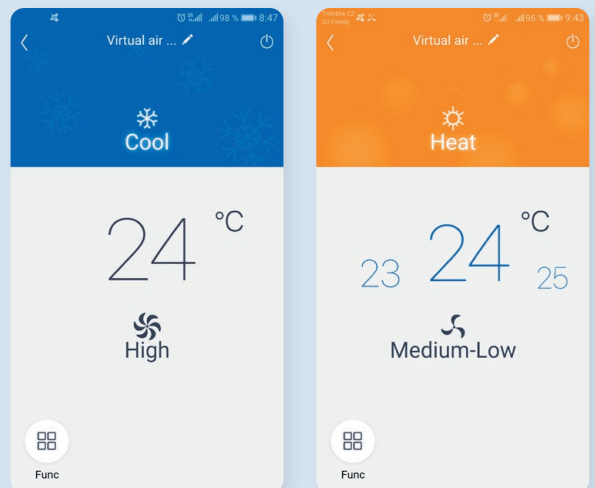 98 % 8:47
Virtual air ...
Cool
24 °C
High
Func
T-Mobile CZ
O2 Family
96 % 9:43
Virtual air ...
Heat
23 24 °C 25
Medium-Low
Func